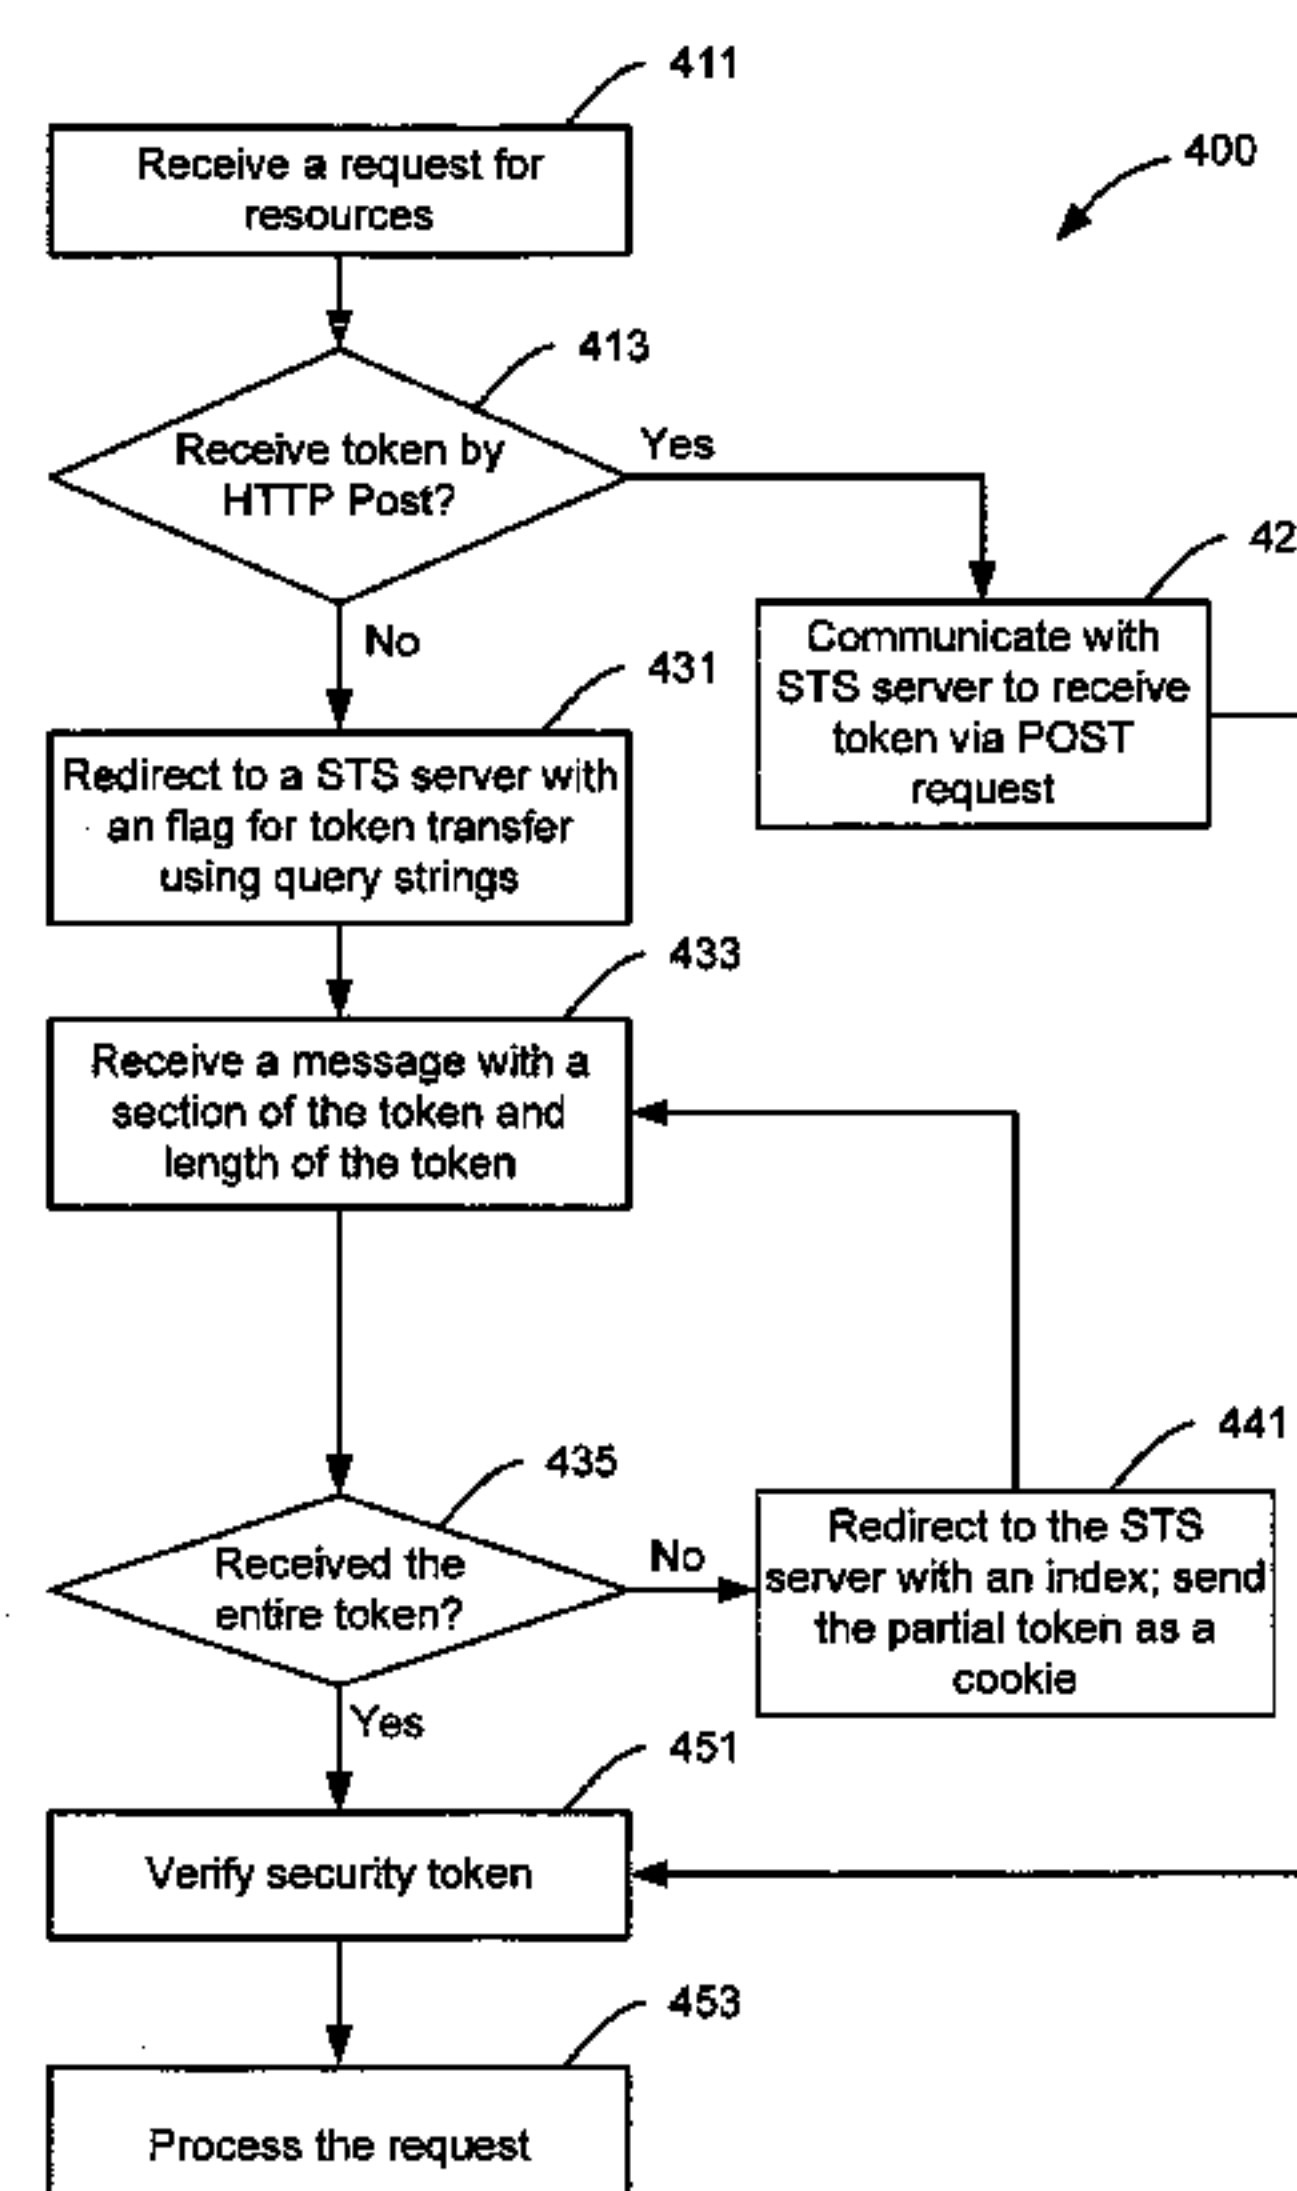 411
Receive a request for
resources
400
413
Receive token by
HTTP Post?
Yes
42
Communicate with
STS server to receive
token via POST
request
No
431
Redirect to a STS server with
an flag for token transfer
using query strings
433
Receive a message with a
section of the token and
length of the token
435
Received the
entire token?
No
441
Redirect to the STS
server with an index; send
the partial token as a
cookie
Yes
451
Verify security token
453
Process the request